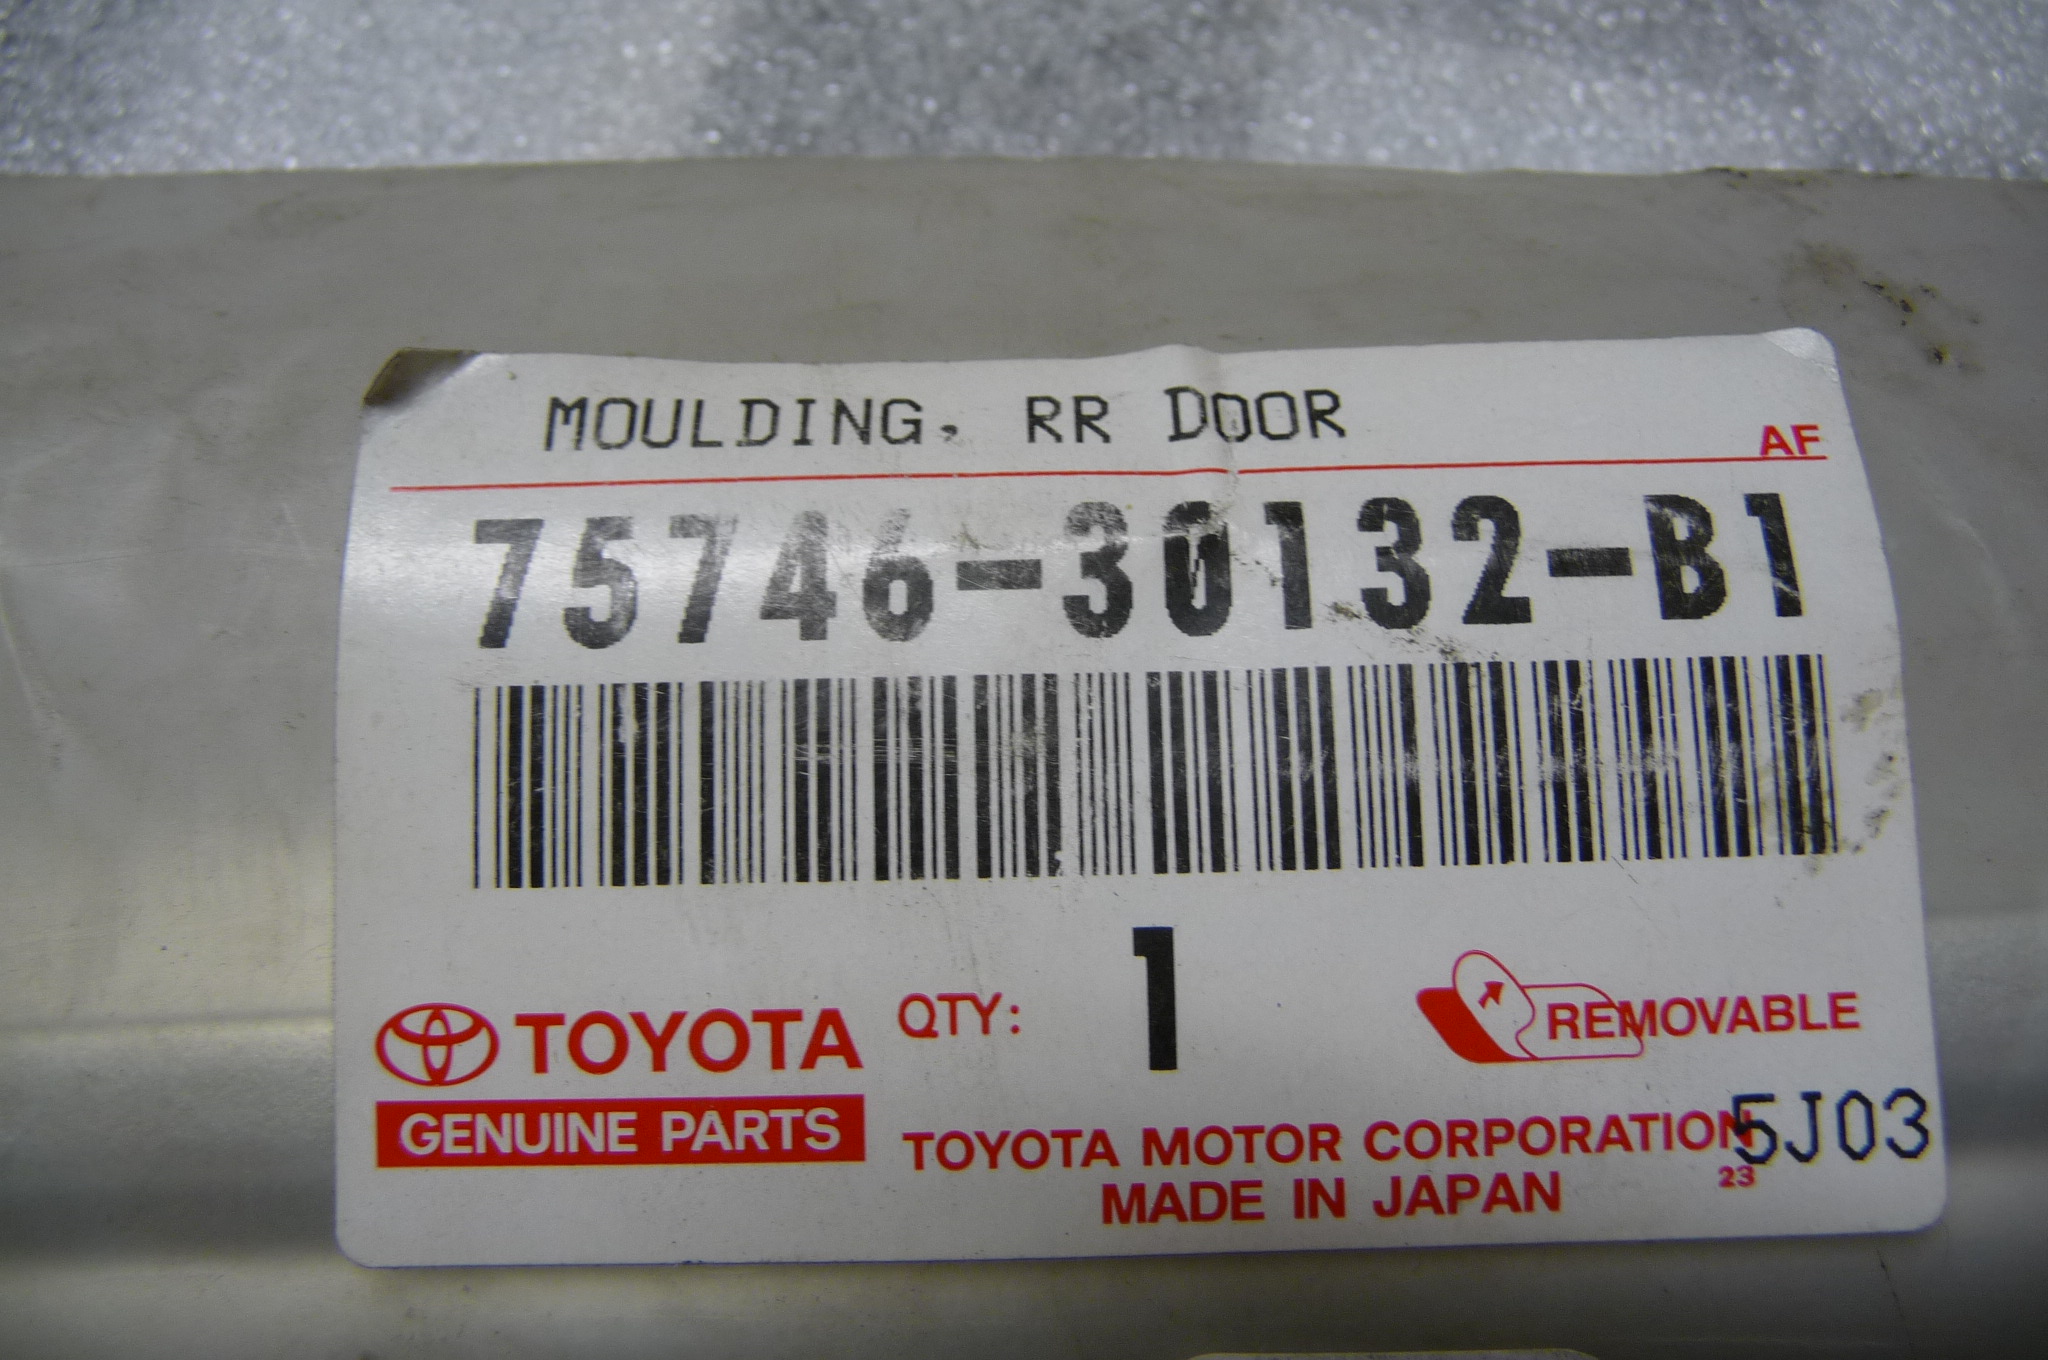 MOULDING, RR DOOR
AF
75746-30132-B1
TOYOTA QTY: 1 REMOVABLE
GENUINE PARTS
TOYOTA MOTOR CORPORATION 5J03
23
MADE IN JAPAN